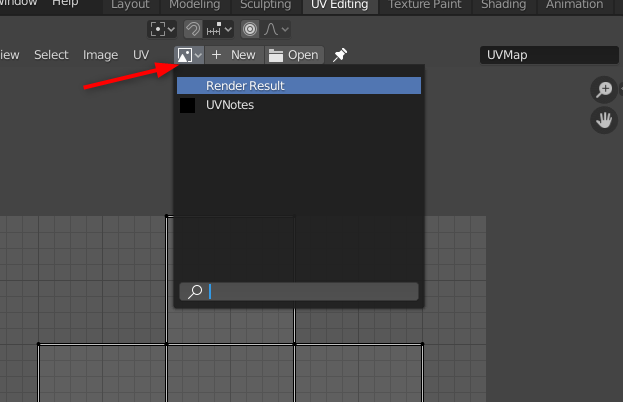 Window Help Layout Modeling Sculpting UV Editing Texture Paint Shading Animation
View Select Image UV New Open UVMap
Render Result
UVNotes